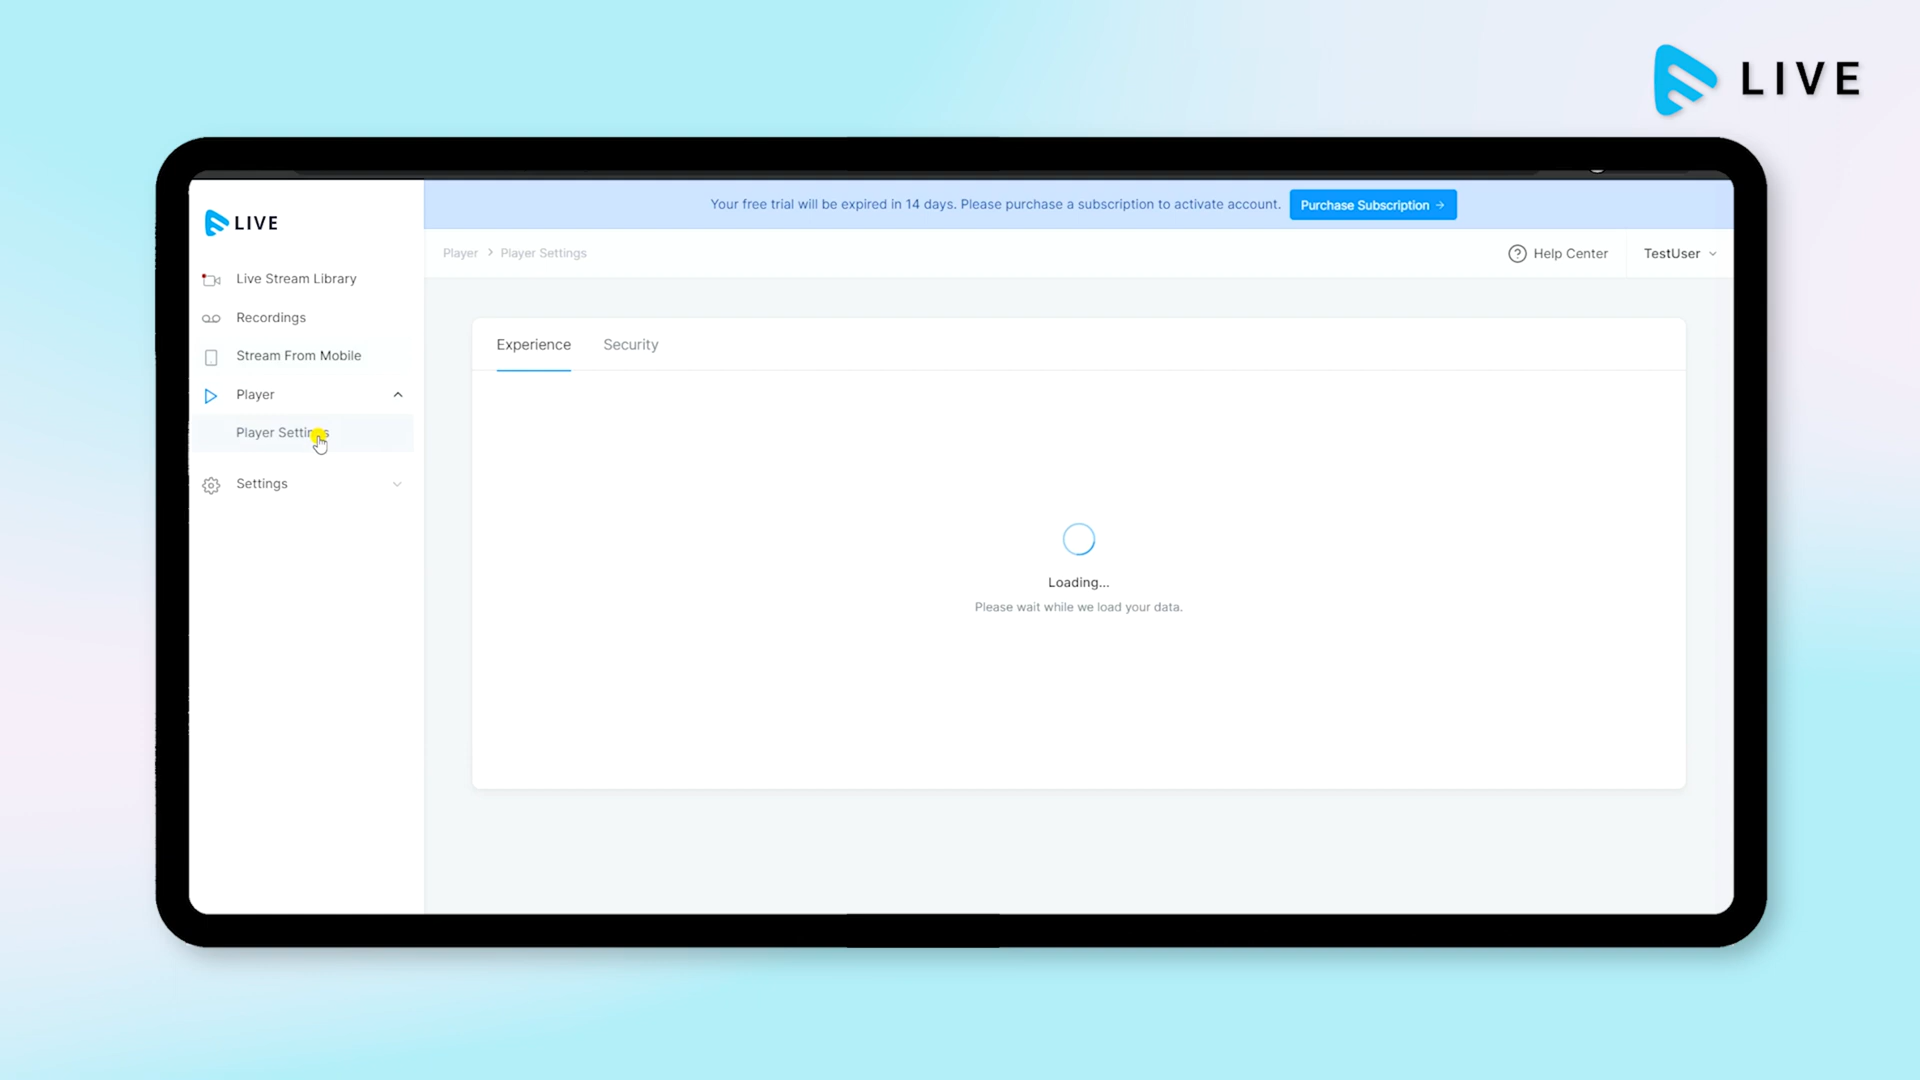 LIVE
LIVE
Your free trial will be expired in 14 days. Please purchase a subscription to activate account.
Purchase Subscription →
Player > Player Settings
Help Center
TestUser
Live Stream Library
Recordings
Stream From Mobile
Player
Player Settings
Settings
Experience
Security
Loading...
Please wait while we load your data.